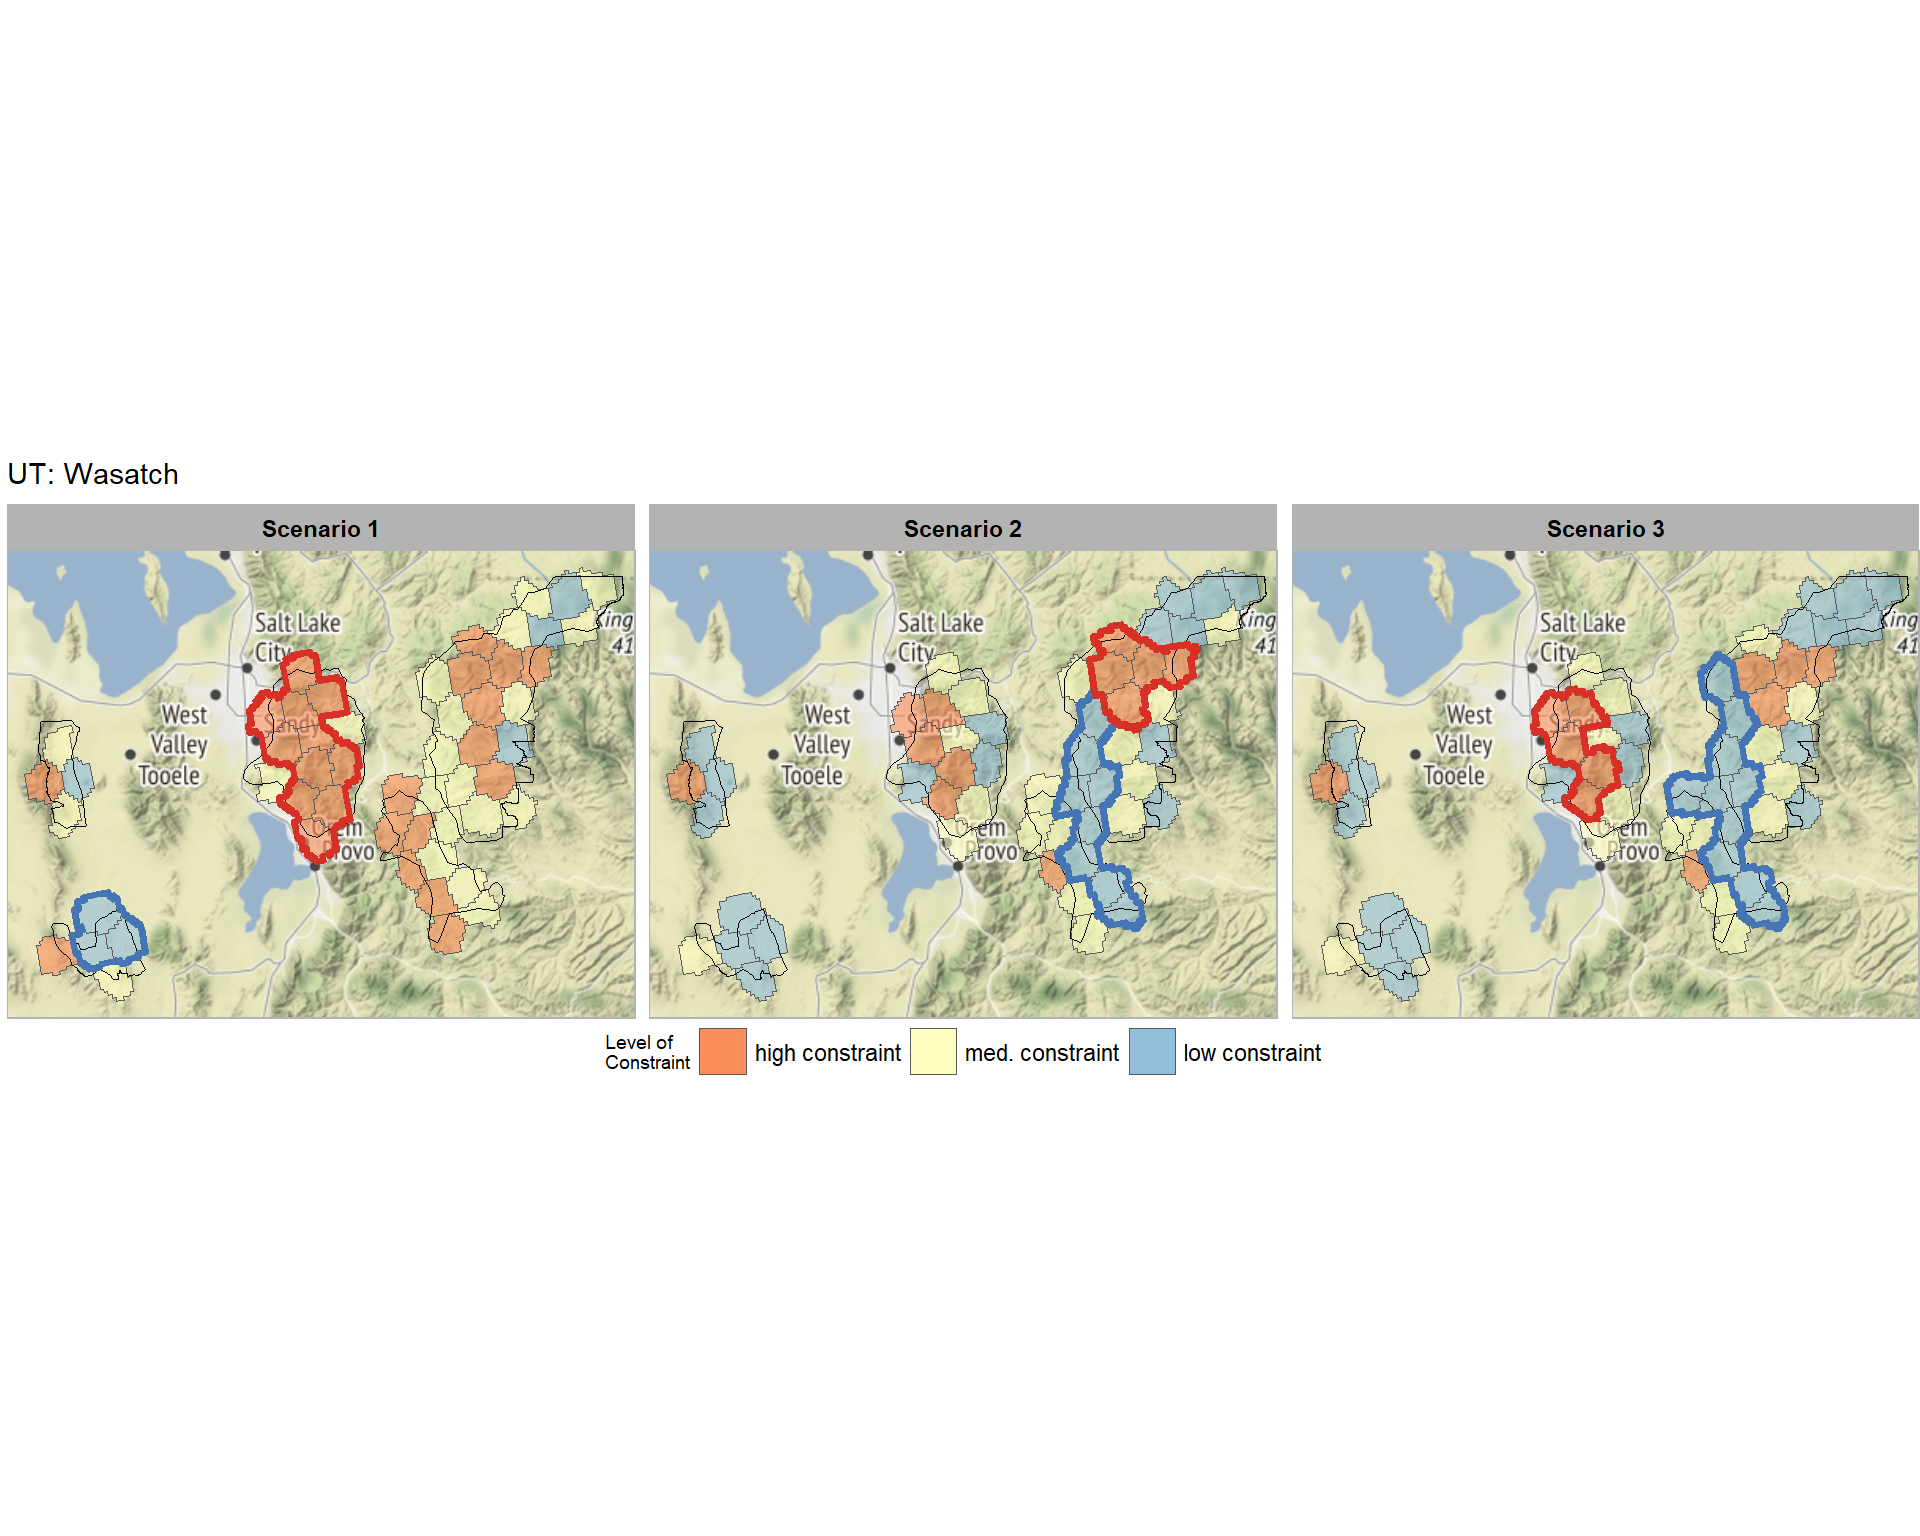 UT: Wasatch
Scenario 1
Scenario 2
Scenario 3
Salt Lake
City
West
Valley
Tooele
Sandy
Orem
Provo
King
41
Salt Lake
City
West
Valley
Tooele
Sandy
Orem
Provo
King
41
Salt Lake
City
West
Valley
Tooele
Sandy
Orem
Provo
King
41
Level of
Constraint
high constraint
med. constraint
low constraint